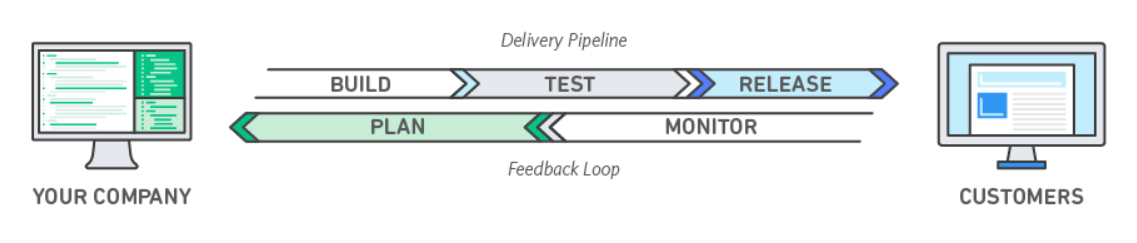 Delivery Pipeline
BUILD TEST RELEASE
PLAN MONITOR
Feedback Loop
YOUR COMPANY CUSTOMERS